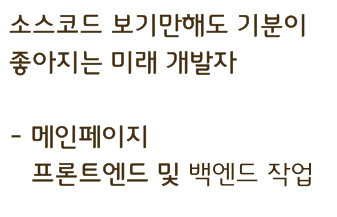 소스코드 보기만해도 기분이
좋아지는 미래 개발자
- 메인페이지
프론트엔드 및 백엔드 작업